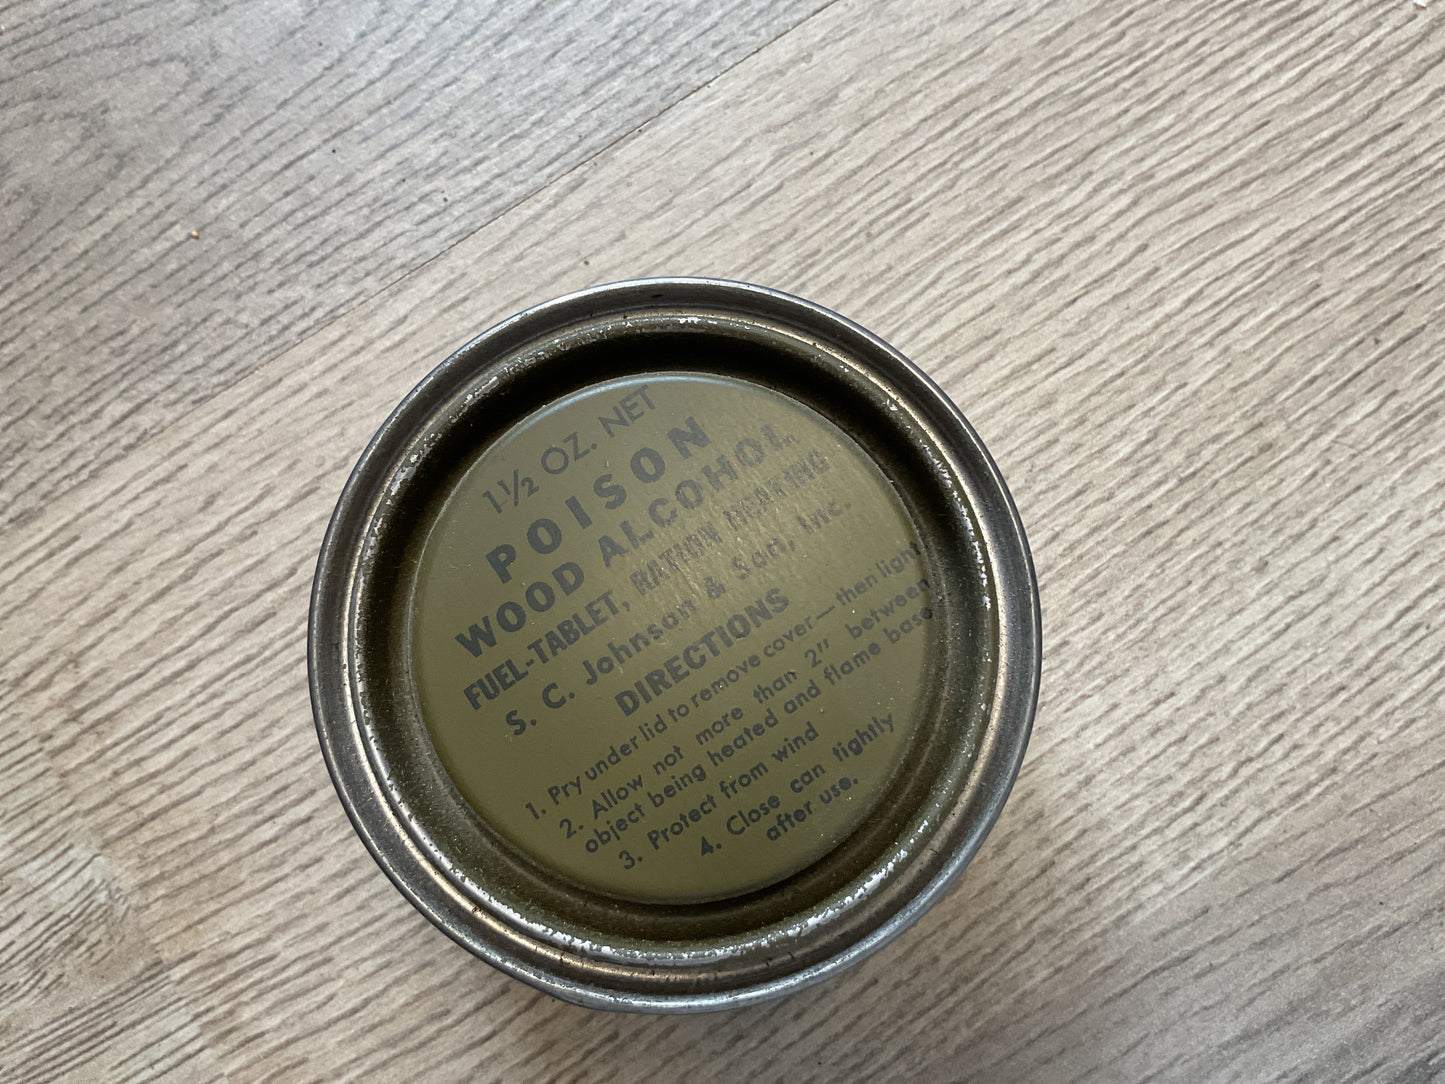 1½ OZ. NET
POISON
WOOD ALCOHOL
FUEL-TABLET, RATION HEATING
S. C. Johnson & Son, Inc.
DIRECTIONS
1. Pry under lid to remove cover—then light
2. Allow not more than 2" between
object being heated and flame base.
3. Protect from wind
4. Close can tightly
after use.